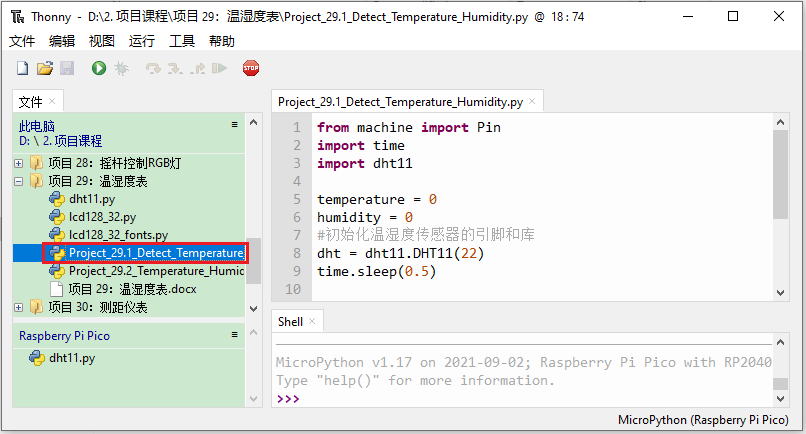 Thonny - D:\2. 项目课程\项目 29：温湿度表\Project_29.1_Detect_Temperature_Humidity.py @ 18 : 74
文件 编辑 视图 运行 工具 帮助
STOP
文件 ×
此电脑
D: \ 2. 项目课程
项目 28：摇杆控制RGB灯
项目 29：温湿度表
dht11.py
lcd128_32.py
lcd128_32_fonts.py
Project_29.1_Detect_Temperature_
Project_29.2_Temperature_Humid
项目 29：温湿度表.docx
项目 30：测距仪表
Raspberry Pi Pico
dht11.py
Project_29.1_Detect_Temperature_Humidity.py ×
1 from machine import Pin
2 import time
3 import dht11
4
5 temperature = 0
6 humidity = 0
7 #初始化温湿度传感器的引脚和库
8 dht = dht11.DHT11(22)
9 time.sleep(0.5)
10
Shell ×
MicroPython v1.17 on 2021-09-02; Raspberry Pi Pico with RP2040
Type "help()" for more information.
>>>
MicroPython (Raspberry Pi Pico)